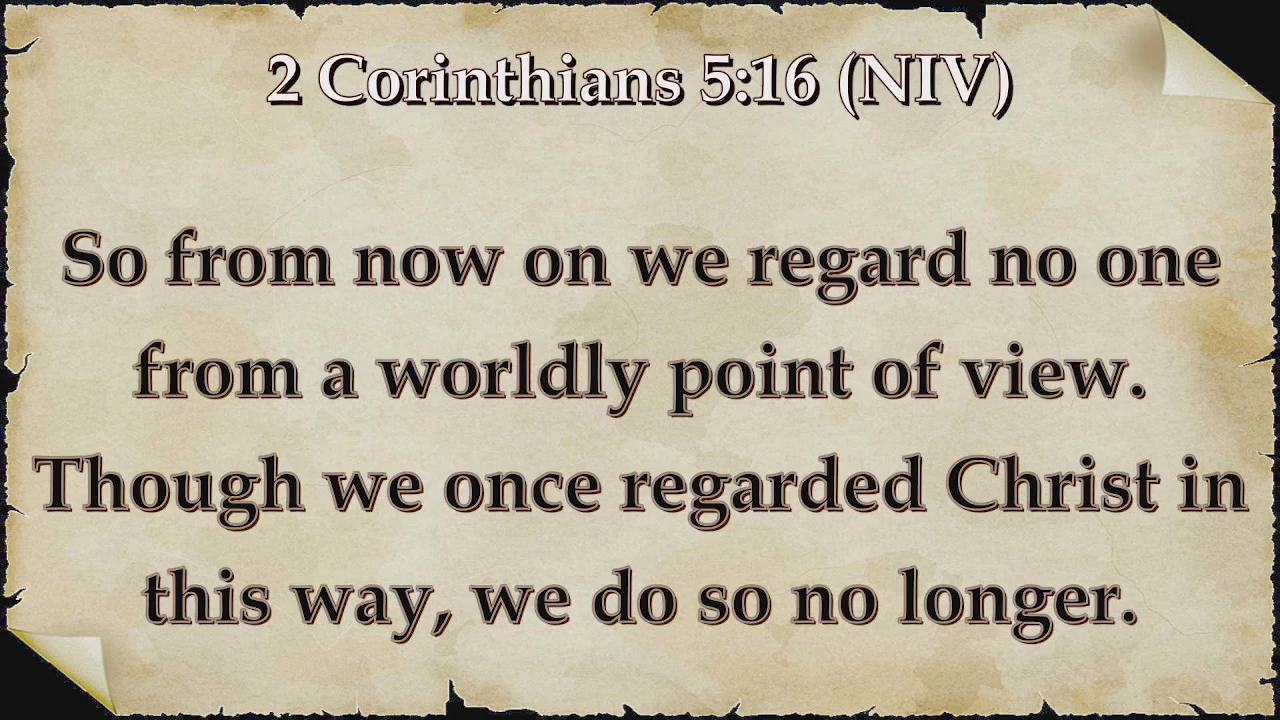 2 Corinthians 5:16 (NIV)
So from now on we regard no one
from a worldly point of view.
Though we once regarded Christ in
this way, we do so no longer.